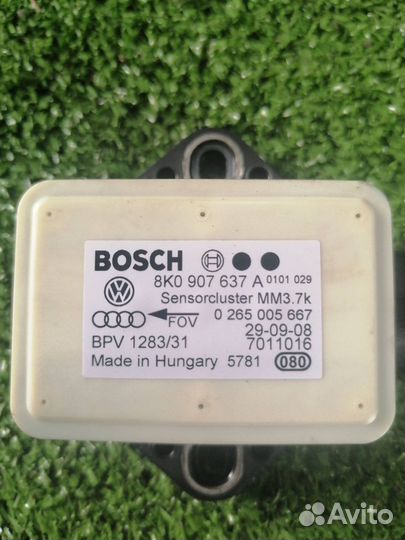 BOSCH
8K0 907 637 A 0101 029
Sensorcluster MM3.7k
FOV 0 265 005 667
29-09-08
BPV 1283/31 7011016
Made in Hungary 5781 080
Avito